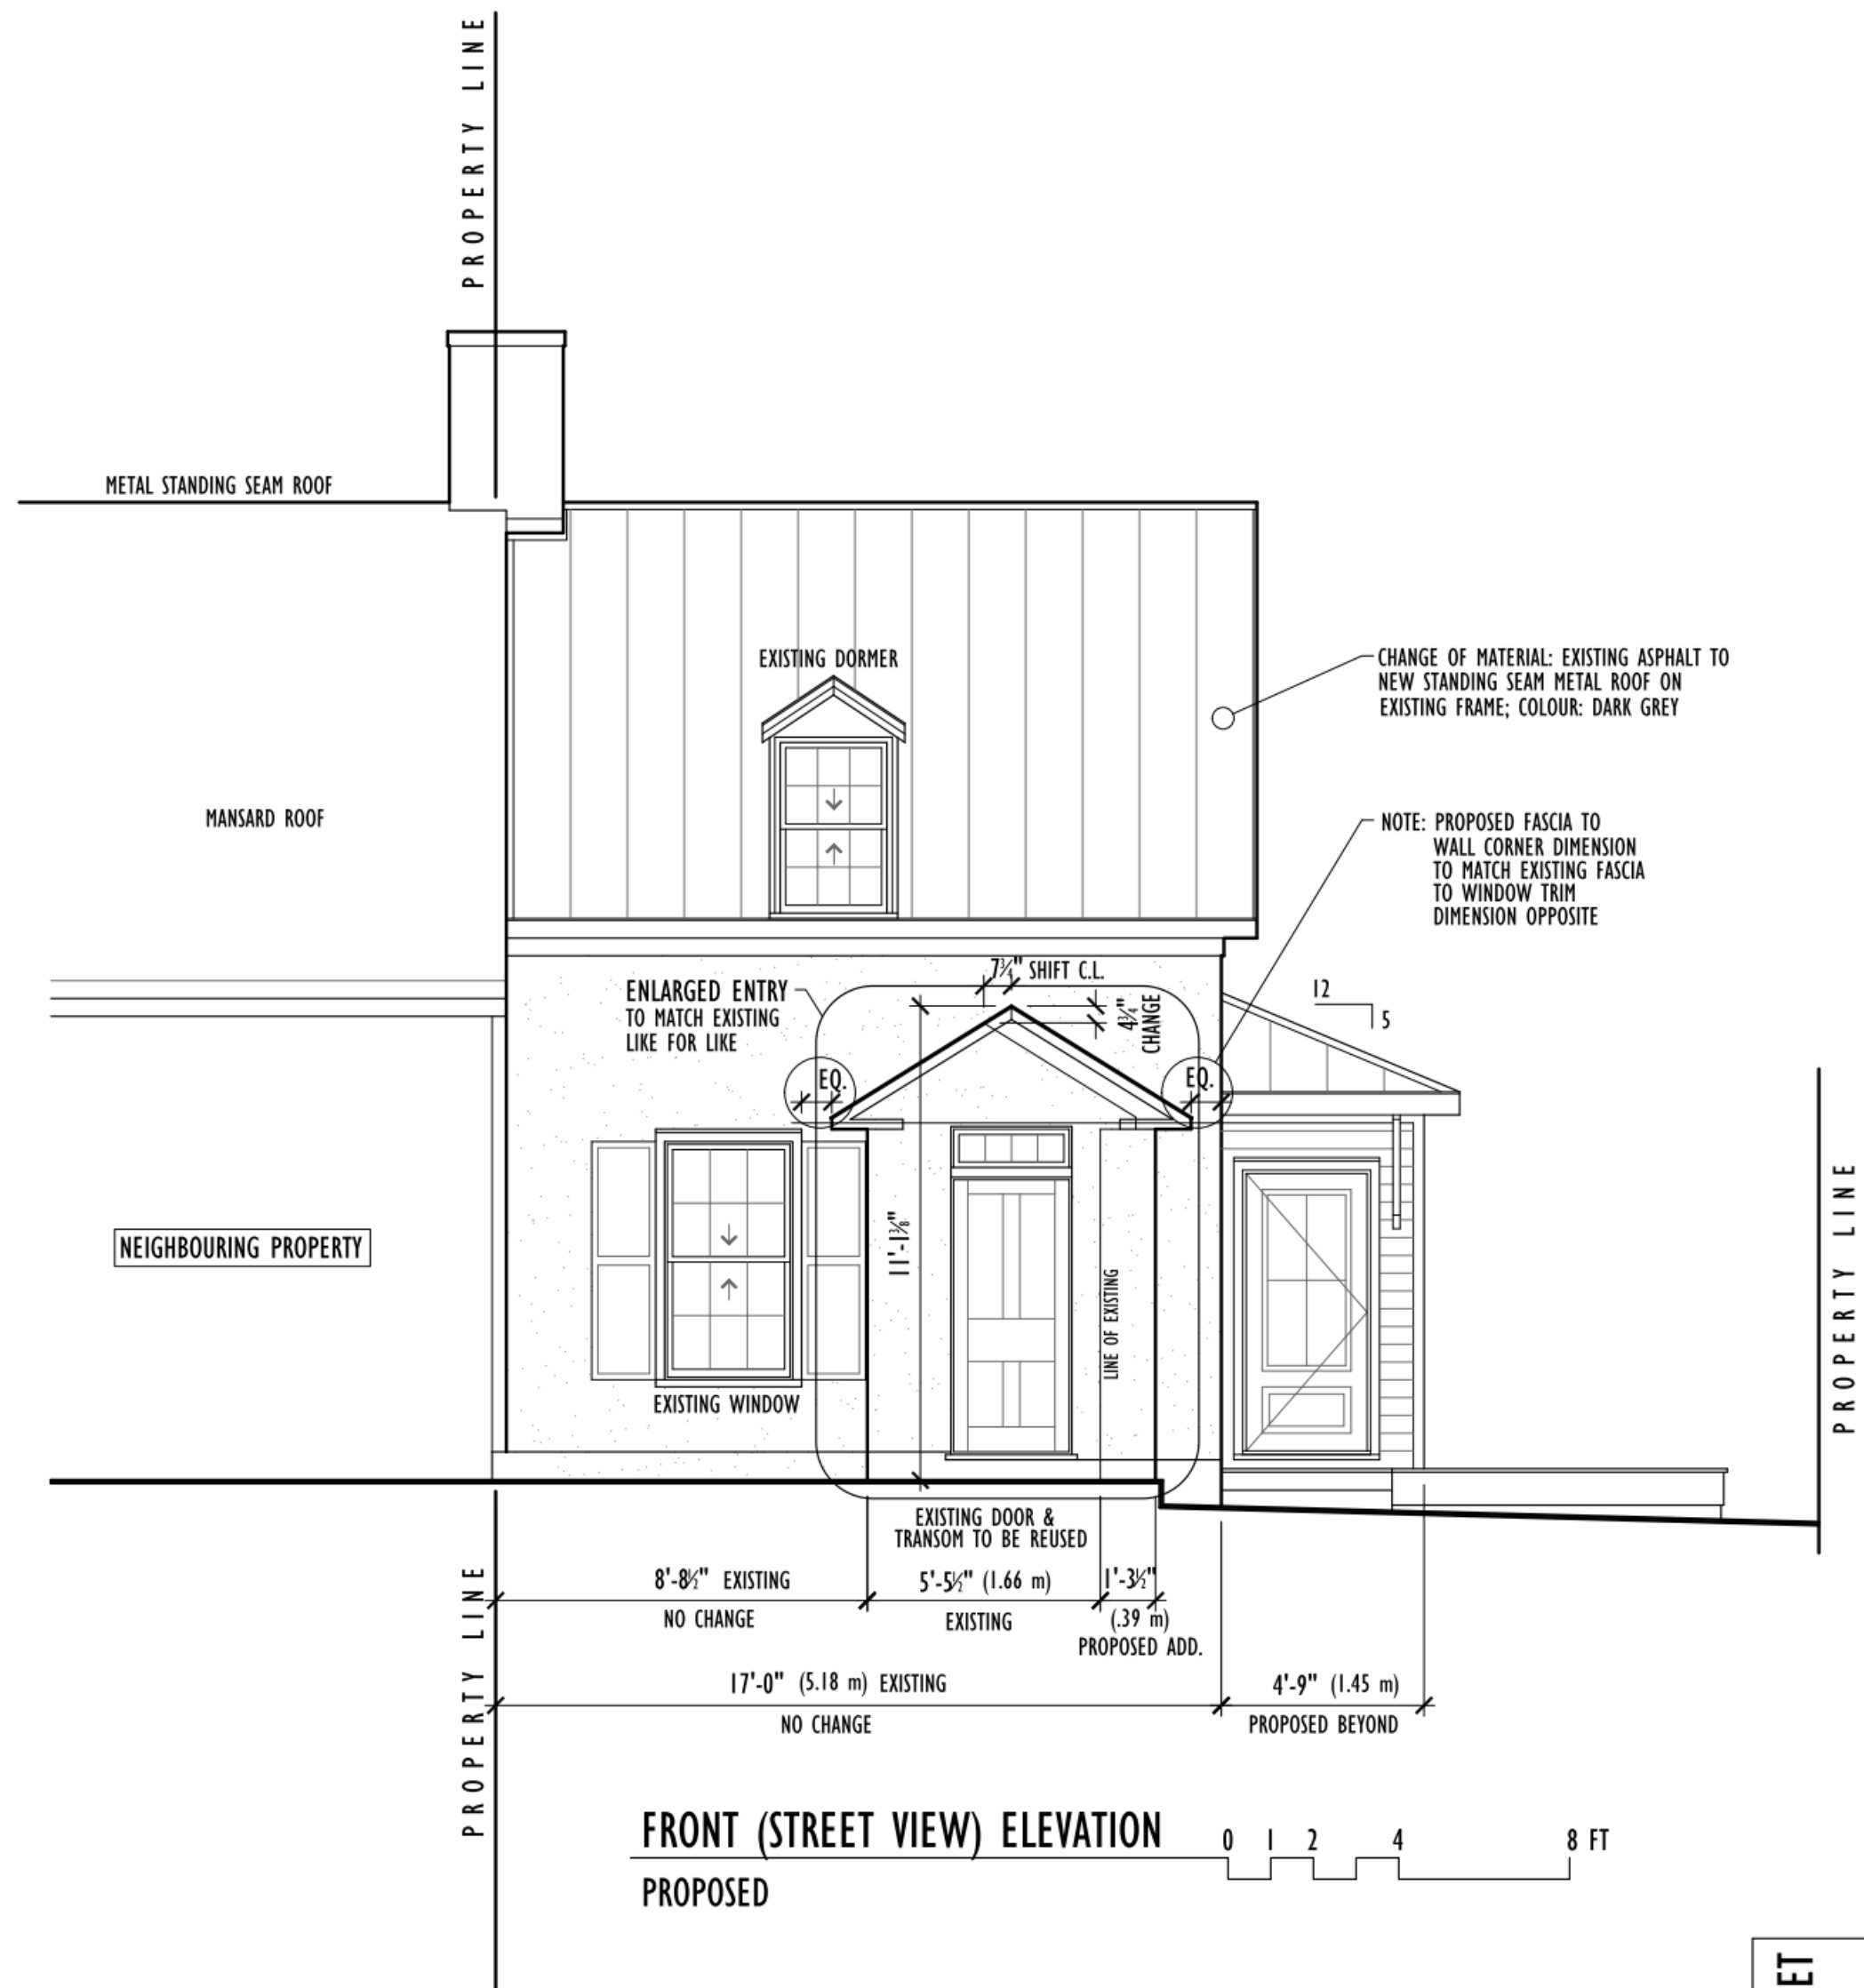 PROPERTY LINE
METAL STANDING SEAM ROOF
EXISTING DORMER
CHANGE OF MATERIAL: EXISTING ASPHALT TO
NEW STANDING SEAM METAL ROOF ON
EXISTING FRAME; COLOUR: DARK GREY
MANSARD ROOF
NOTE: PROPOSED FASCIA TO
WALL CORNER DIMENSION
TO MATCH EXISTING FASCIA
TO WINDOW TRIM
DIMENSION OPPOSITE
7¾" SHIFT C.L.
ENLARGED ENTRY
TO MATCH EXISTING
LIKE FOR LIKE
4¾"
CHANGE
12
5
EQ.
EQ.
11'-1⅜"
LINE OF EXISTING
NEIGHBOURING PROPERTY
PROPERTY LINE
EXISTING WINDOW
EXISTING DOOR &
TRANSOM TO BE REUSED
8'-8½" EXISTING
NO CHANGE
5'-5½" (1.66 m)
EXISTING
1'-3½"
(.39 m)
PROPOSED ADD.
PROPERTY LINE
17'-0" (5.18 m) EXISTING
NO CHANGE
4'-9" (1.45 m)
PROPOSED BEYOND
FRONT (STREET VIEW) ELEVATION
PROPOSED
0 1 2 4 8 FT
ET